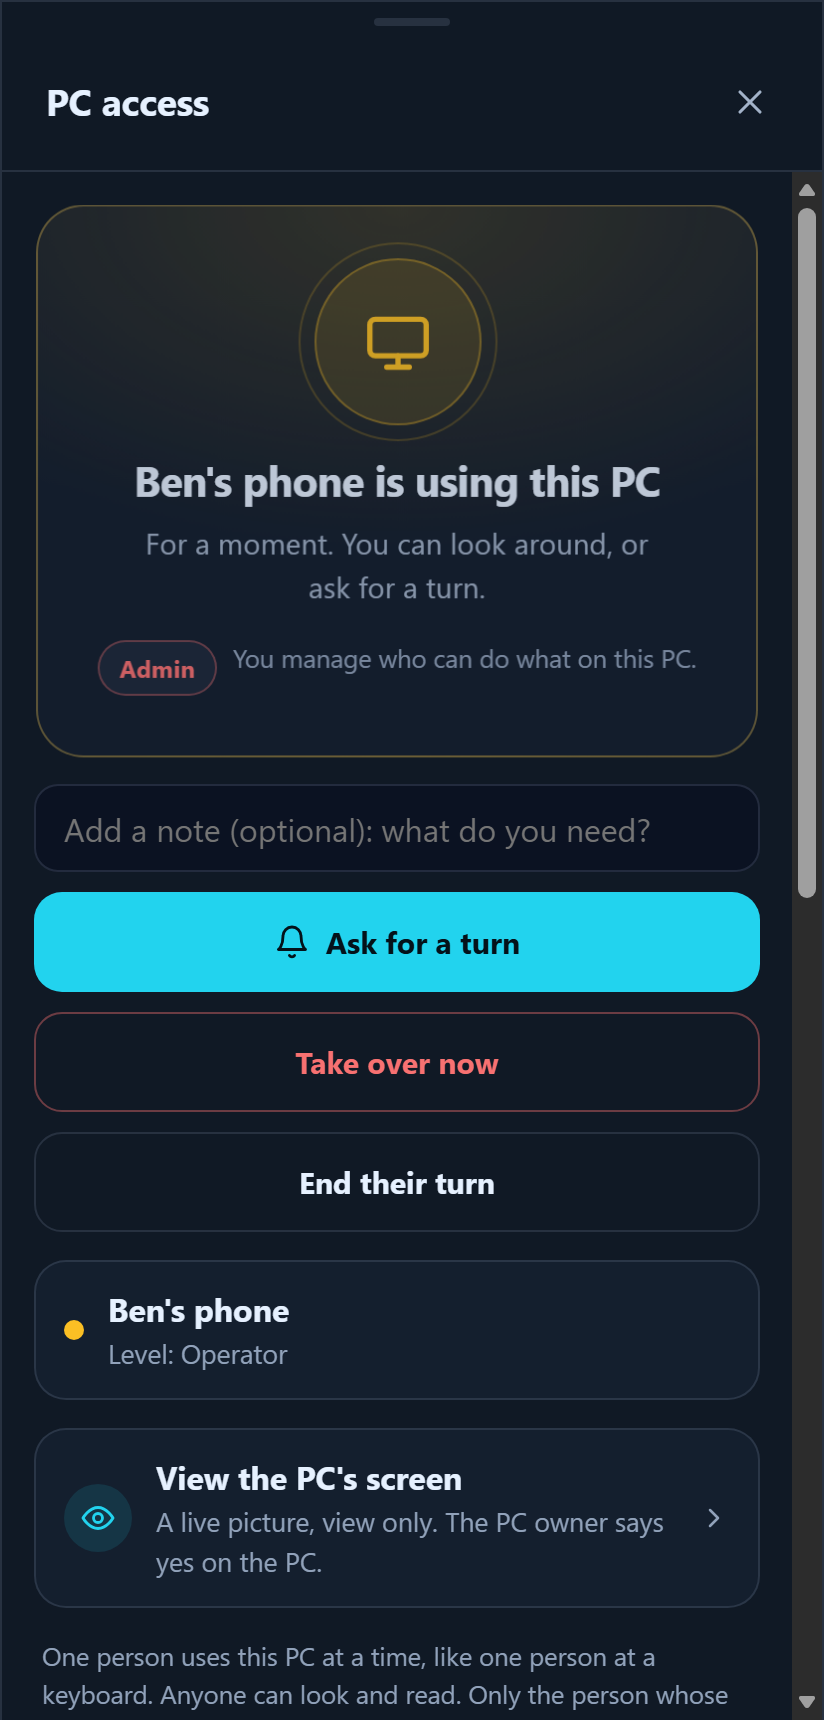 PC access
Ben's phone is using this PC
For a moment. You can look around, or
ask for a turn.
Admin
You manage who can do what on this PC.
Add a note (optional): what do you need?
Ask for a turn
Take over now
End their turn
Ben's phone
Level: Operator
View the PC's screen
A live picture, view only. The PC owner says
yes on the PC.
One person uses this PC at a time, like one person at a
keyboard. Anyone can look and read. Only the person whose